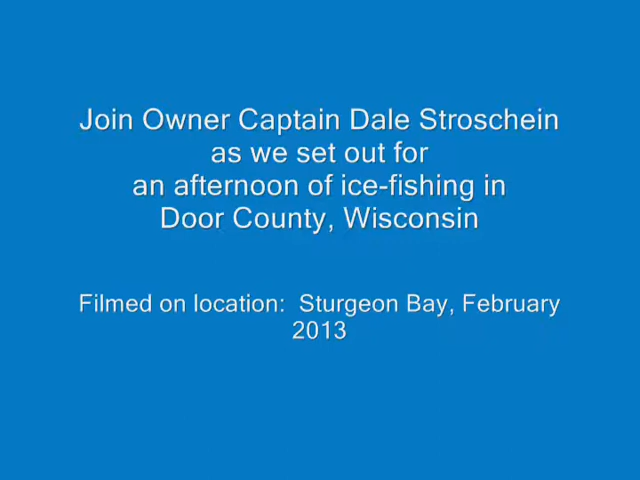 Join Owner Captain Dale Stroschein
as we set out for
an afternoon of ice-fishing in
Door County, Wisconsin
Filmed on location:  Sturgeon Bay, February
2013